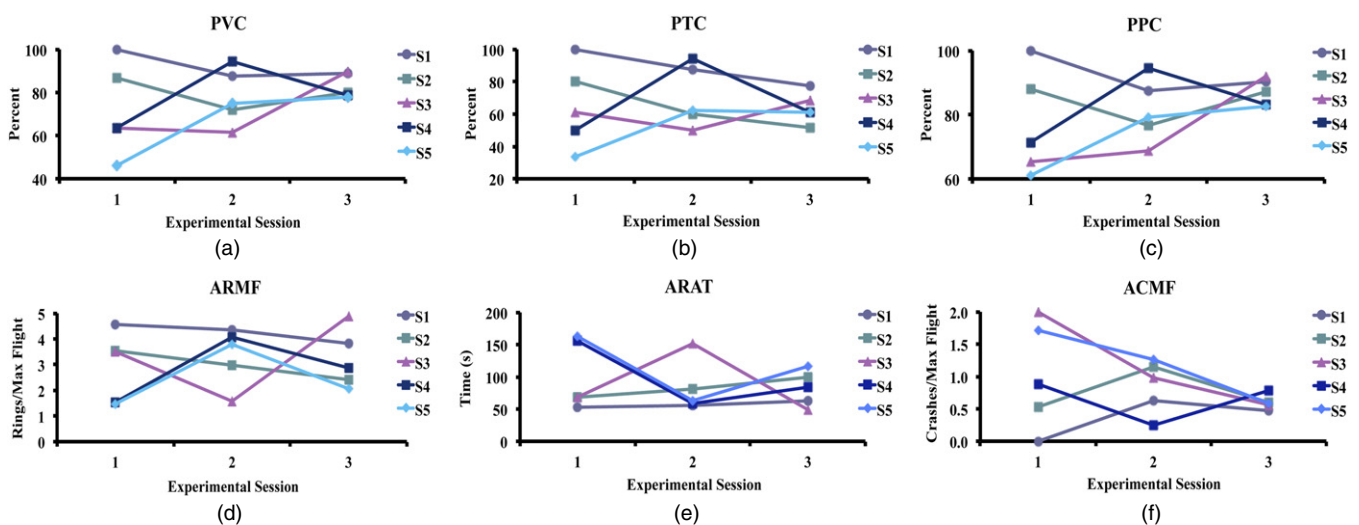 PVC
100
80
60
40
Percent
1 2 3
Experimental Session
S1
S2
S3
S4
S5
(a)
PTC
100
80
60
40
20
Percent
1 2 3
Experimental Session
S1
S2
S3
S4
S5
(b)
PPC
100
80
60
Percent
1 2 3
Experimental Session
S1
S2
S3
S4
S5
(c)
ARMF
5
4
3
2
1
0
Rings/Max Flight
1 2 3
Experimental Session
S1
S2
S3
S4
S5
(d)
ARAT
200
150
100
50
0
Time (s)
1 2 3
Experimental Session
S1
S2
S3
S4
S5
(e)
ACMF
2.0
1.5
1.0
0.5
0.0
Crashes/Max Flight
1 2 3
Experimental Session
S1
S2
S3
S4
S5
(f)